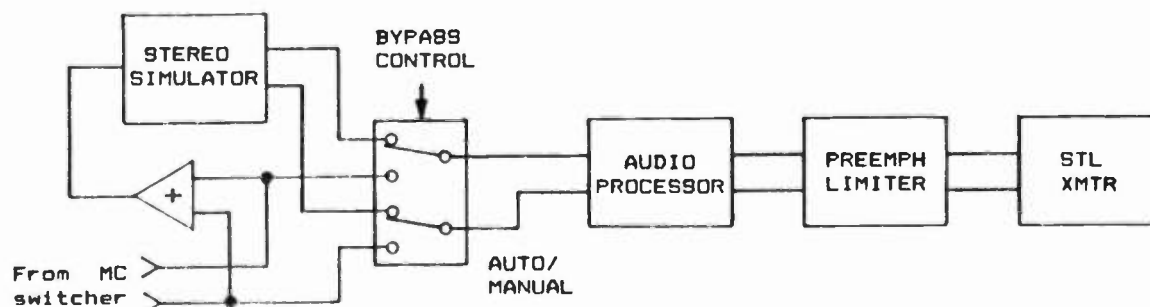 STEREO
SIMULATOR
BYPASS
CONTROL
+
AUDIO
PROCESSOR
PREEMPH
LIMITER
STL
XMTR
From MC
switcher
AUTO/
MANUAL